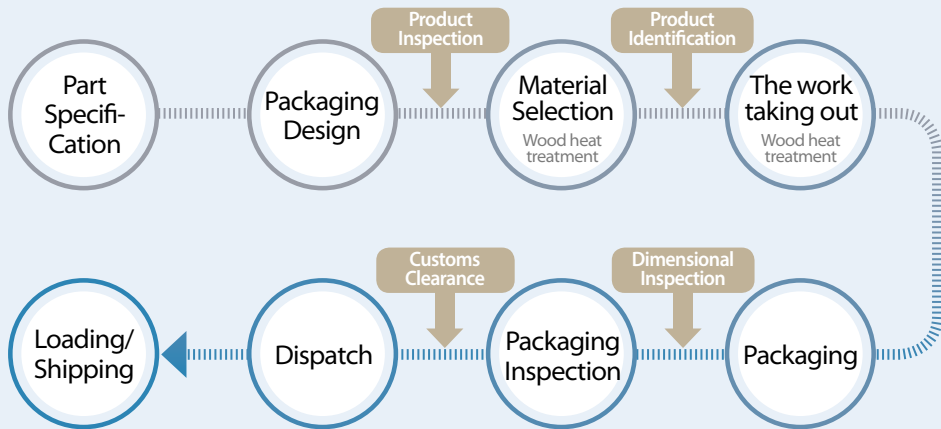 Part
Specifi-
Cation
Packaging
Design
Product
Inspection
Material
Selection
Wood heat
treatment
Product
Identification
The work
taking out
Wood heat
treatment
Packaging
Dimensional
Inspection
Packaging
Inspection
Customs
Clearance
Dispatch
Loading/
Shipping